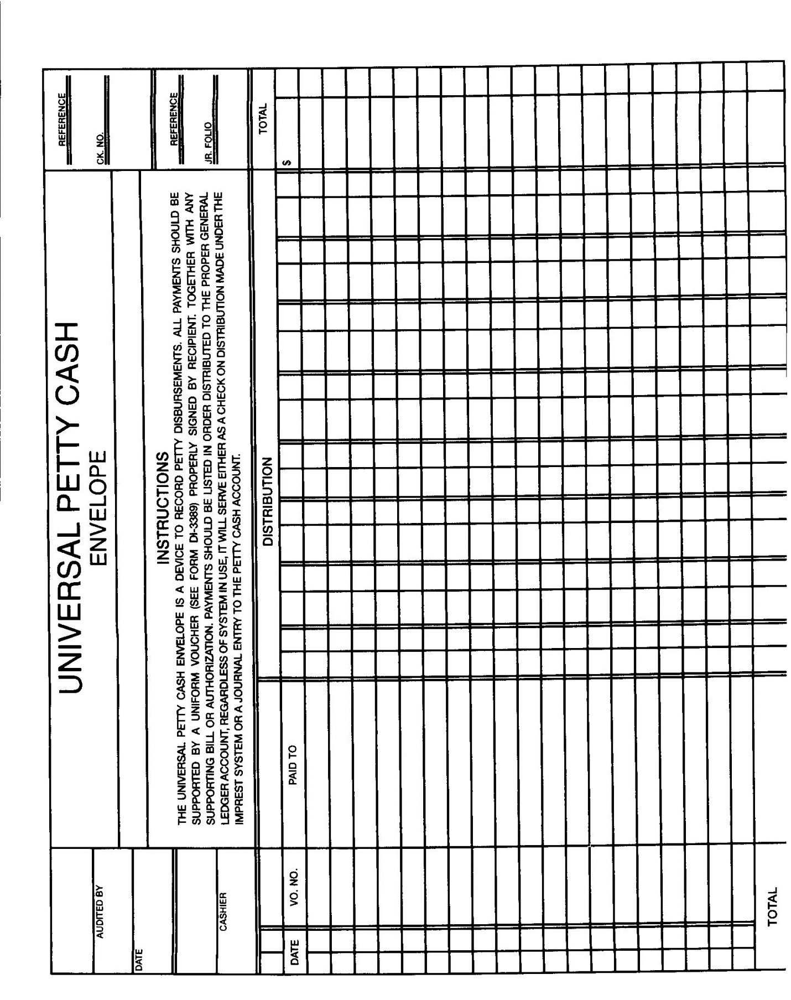 UNIVERSAL PETTY CASH
ENVELOPE
AUDITED BY
DATE
CASHIER
REFERENCE
CK. NO.
REFERENCE
JR. FOLIO
INSTRUCTIONS
THE UNIVERSAL PETTY CASH ENVELOPE IS A DEVICE TO RECORD PETTY DISBURSEMENTS. ALL PAYMENTS SHOULD BE
SUPPORTED BY A UNIFORM VOUCHER (SEE FORM DI-3389) PROPERLY SIGNED BY RECIPIENT. TOGETHER WITH ANY
SUPPORTING BILL OR AUTHORIZATION. PAYMENTS SHOULD BE LISTED IN ORDER DISTRIBUTED TO THE PROPER GENERAL
LEDGER ACCOUNT, REGARDLESS OF SYSTEM IN USE, IT WILL SERVE EITHER AS A CHECK ON DISTRIBUTION MADE UNDER THE
IMPREST SYSTEM OR A JOURNAL ENTRY TO THE PETTY CASH ACCOUNT.
DISTRIBUTION
TOTAL
DATE
VO. NO.
PAID TO
$
TOTAL